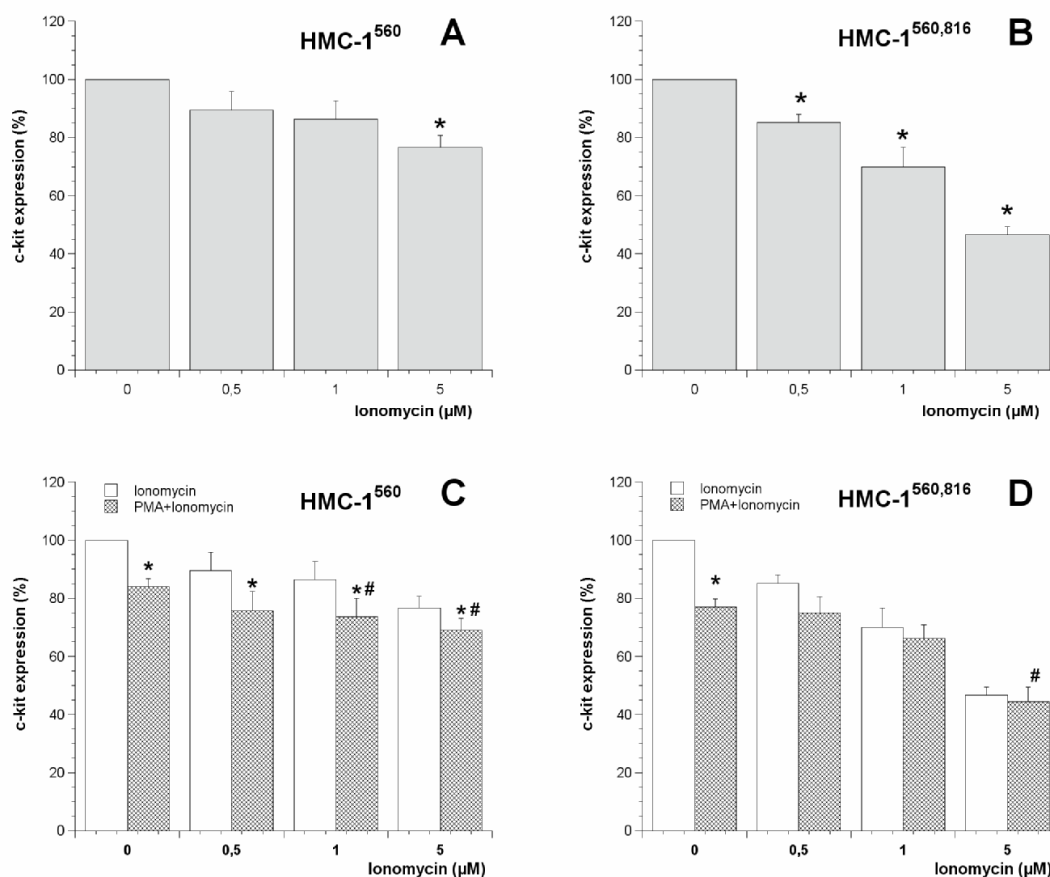 HMC-1560 A
120
100
80
60
40
20
0
c-kit expression (%)
*
0 0,5 1 5
Ionomycin (µM)
HMC-1560,816 B
120
100
80
60
40
20
0
c-kit expression (%)
* * *
0 0,5 1 5
Ionomycin (µM)
HMC-1560 C
Ionomycin
PMA+Ionomycin
120
100
80
60
40
20
0
c-kit expression (%)
* * *# *#
0 0,5 1 5
Ionomycin (µM)
HMC-1560,816 D
Ionomycin
PMA+Ionomycin
120
100
80
60
40
20
0
c-kit expression (%)
* #
0 0,5 1 5
Ionomycin (µM)